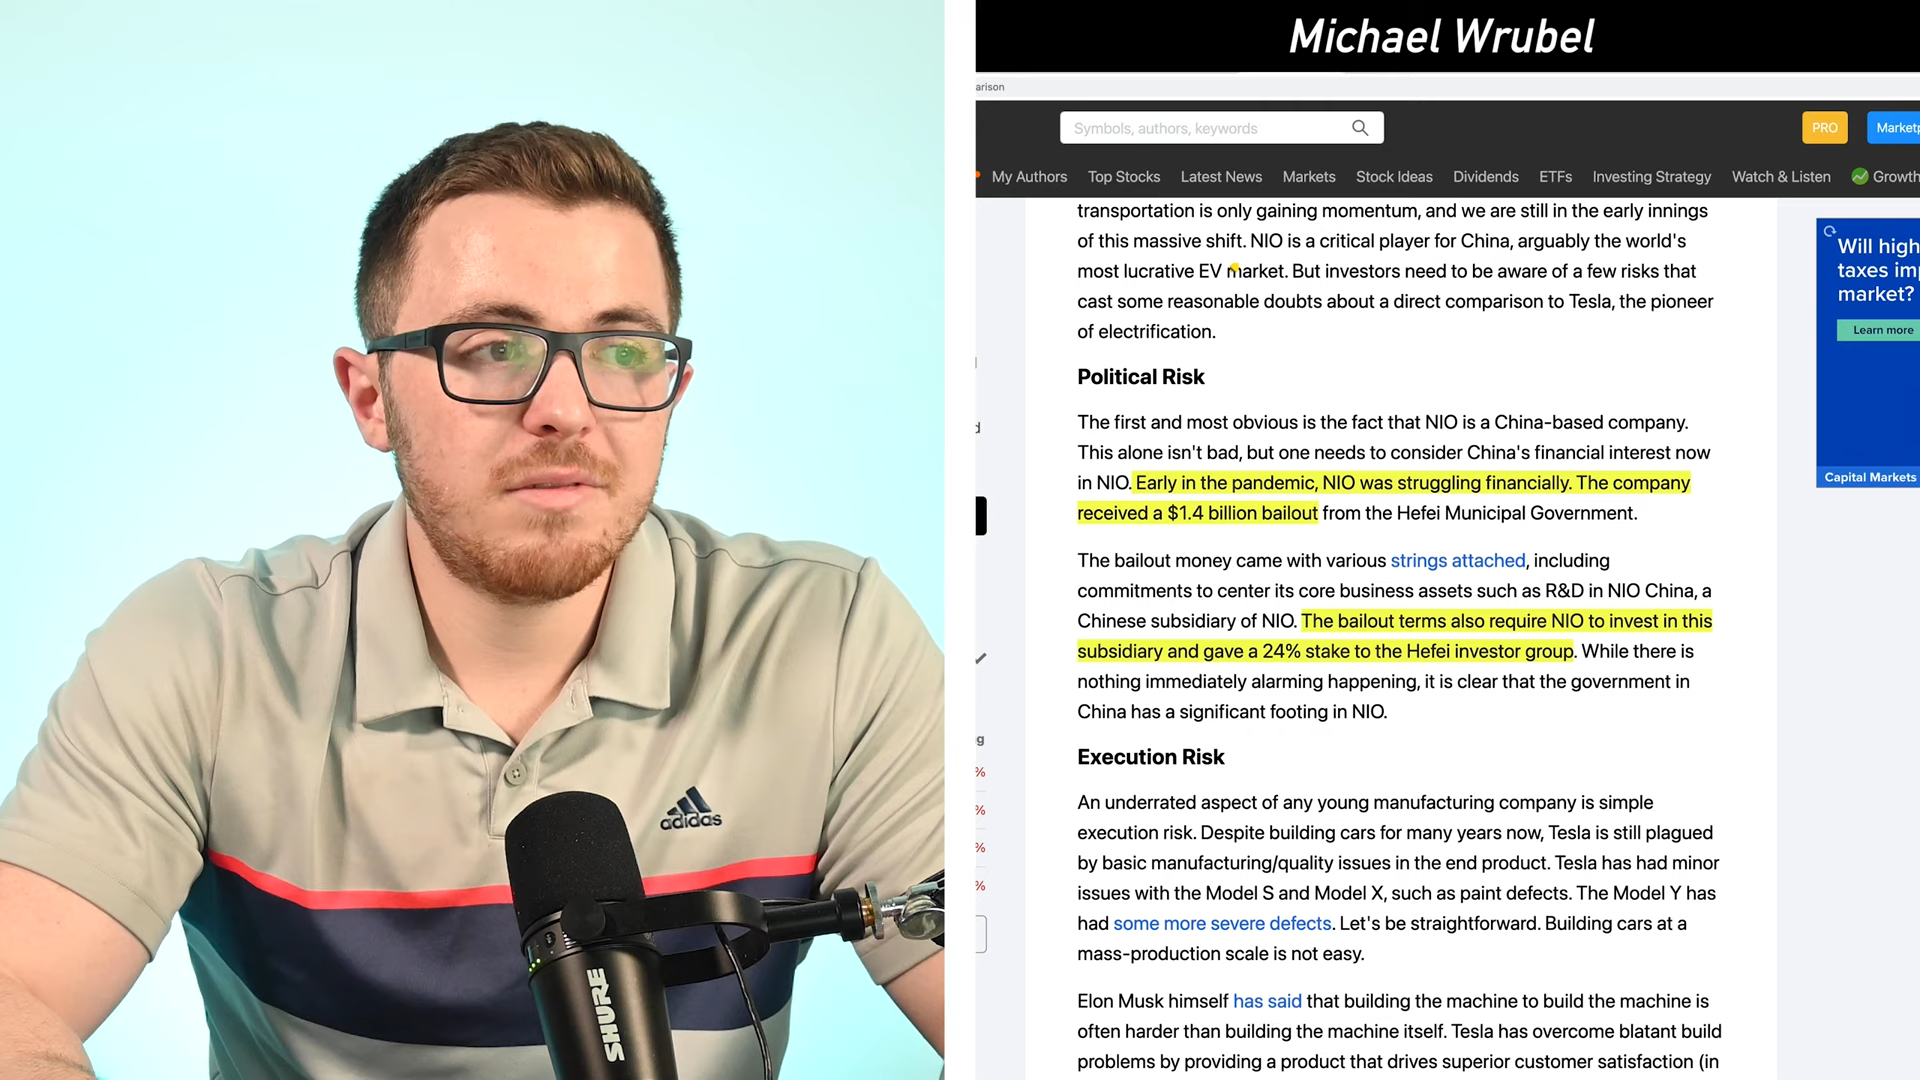 Michael Wrubel
arison
Symbols, authors, keywords
PRO
Marketp
My Authors Top Stocks Latest News Markets Stock Ideas Dividends ETFs Investing Strategy Watch & Listen Growth
transportation is only gaining momentum, and we are still in the early innings
of this massive shift. NIO is a critical player for China, arguably the world's
most lucrative EV market. But investors need to be aware of a few risks that
cast some reasonable doubts about a direct comparison to Tesla, the pioneer
of electrification.
Political Risk
The first and most obvious is the fact that NIO is a China-based company.
This alone isn't bad, but one needs to consider China's financial interest now
in NIO. Early in the pandemic, NIO was struggling financially. The company
received a $1.4 billion bailout from the Hefei Municipal Government.
The bailout money came with various strings attached, including
commitments to center its core business assets such as R&D in NIO China, a
Chinese subsidiary of NIO. The bailout terms also require NIO to invest in this
subsidiary and gave a 24% stake to the Hefei investor group. While there is
nothing immediately alarming happening, it is clear that the government in
China has a significant footing in NIO.
Execution Risk
An underrated aspect of any young manufacturing company is simple
execution risk. Despite building cars for many years now, Tesla is still plagued
by basic manufacturing/quality issues in the end product. Tesla has had minor
issues with the Model S and Model X, such as paint defects. The Model Y has
had some more severe defects. Let's be straightforward. Building cars at a
mass-production scale is not easy.
Elon Musk himself has said that building the machine to build the machine is
often harder than building the machine itself. Tesla has overcome blatant build
problems by providing a product that drives superior customer satisfaction (in
Will high
taxes im
market?
Learn more
Capital Markets
d
g
%
%
%
%
adidas
SHURE